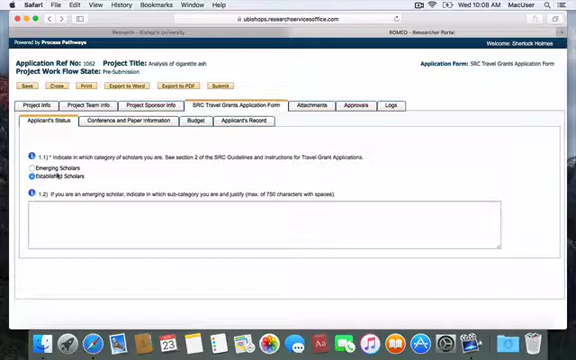 Safari File Edit View History Bookmarks Window Help
Wed 10:08 AM MacUser
ubishops.researchservicesoffice.com
Research - Bishop's University
ROMEO - Researcher Portal
Powered by Process Pathways
Welcome: Sherlock Holmes
Application Ref No: 1062 Project Title: Analysis of cigarette ash
Application Form: SRC Travel Grants Application Form
Project Work Flow State: Pre-Submission
Save Close Print Export to Word Export to PDF Submit
Project Info Project Team Info Project Sponsor Info SRC Travel Grants Application Form Attachments Approvals Logs
Applicant's Status Conference and Paper Information Budget Applicant's Record
1.1) * Indicate in which category of scholars you are. See section 2 of the SRC Guidelines and Instructions for Travel Grant Applications.
Emerging Scholars
Established Scholars
1.2) If you are an emerging scholar, indicate in which sub-category you are and justify (max. of 750 characters with spaces).
23